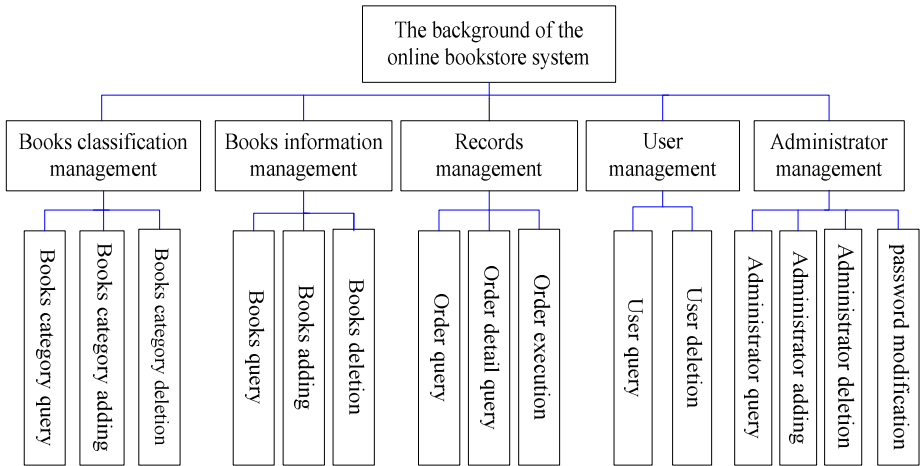 The background of the
online bookstore system
Books classification
management
Books information
management
Records
management
User
management
Administrator
management
Books category query
Books category adding
Books category deletion
Books query
Books adding
Books deletion
Order query
Order detail query
Order execution
User query
User deletion
Administrator query
Administrator adding
Administrator deletion
password modification